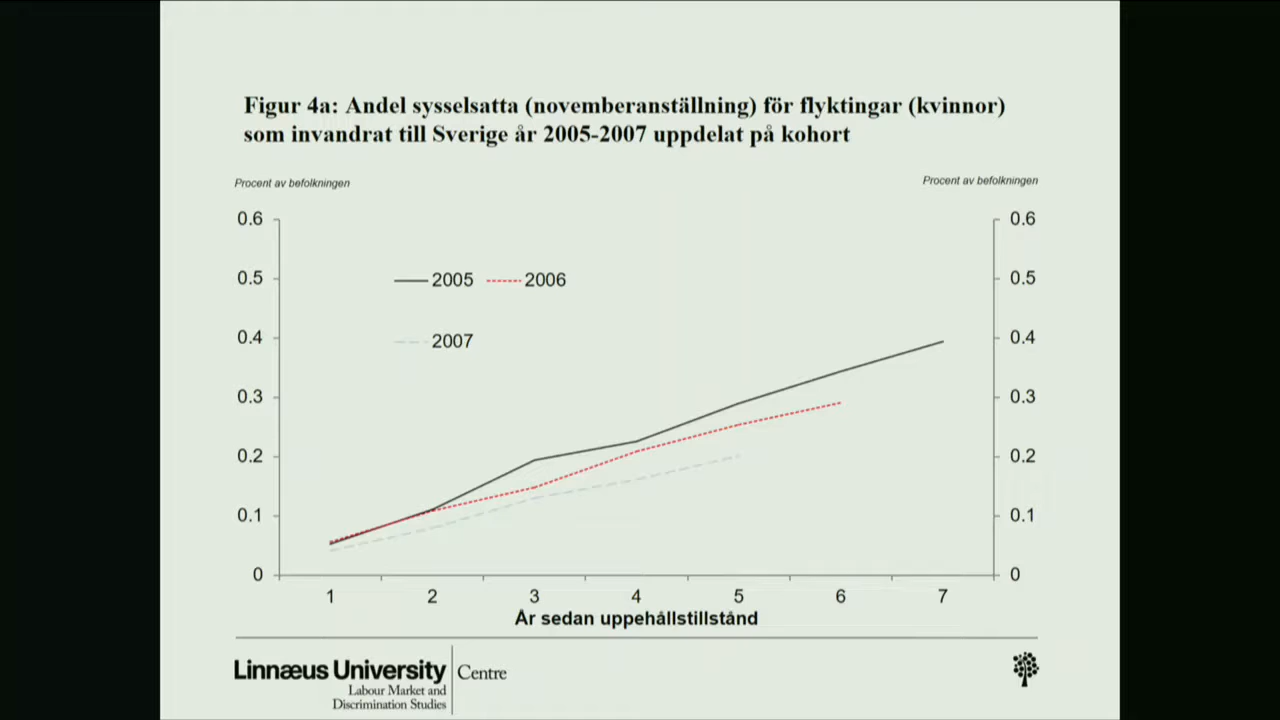 Figur 4a: Andel sysselsatta (novemberanställning) för flyktingar (kvinnor)
som invandrat till Sverige år 2005-2007 uppdelat på kohort
Procent av befolkningen
Procent av befolkningen
0.6
0.6
0.5
0.5
2005
2006
0.4
0.4
2007
0.3
0.3
0.2
0.2
0.1
0.1
0
0
1 2 3 4 5 6 7
År sedan uppehållstillstånd
Linnæus University Centre
Labour Market and
Discrimination Studies